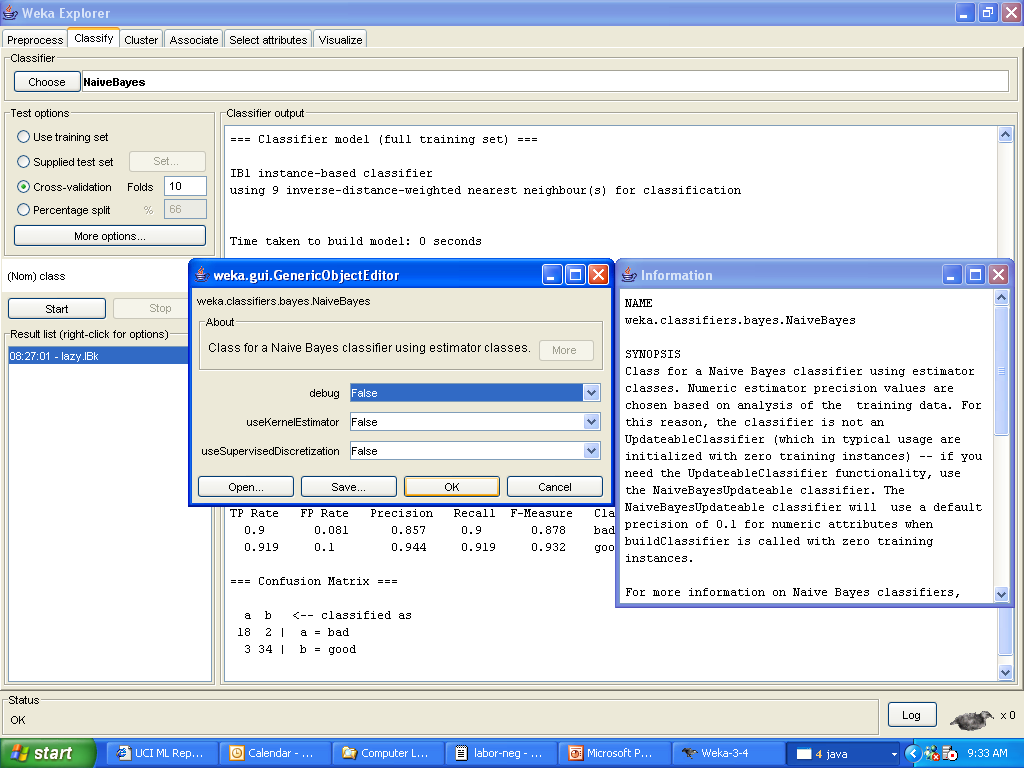 Weka Explorer
Preprocess Classify Cluster Associate Select attributes Visualize
Classifier
Choose NaiveBayes
Test options
Use training set
Supplied test set Set...
Cross-validation Folds 10
Percentage split % 66
More options...
(Nom) class
Start Stop
Result list (right-click for options)
08:27:01 - lazy.IBk
Classifier output
=== Classifier model (full training set) ===
IB1 instance-based classifier
using 9 inverse-distance-weighted nearest neighbour(s) for classification
Time taken to build model: 0 seconds
weka.gui.GenericObjectEditor
weka.classifiers.bayes.NaiveBayes
About
Class for a Naive Bayes classifier using estimator classes. More
debug False
useKernelEstimator False
useSupervisedDiscretization False
Open... Save... OK Cancel
Information
NAME
weka.classifiers.bayes.NaiveBayes
SYNOPSIS
Class for a Naive Bayes classifier using estimator
classes. Numeric estimator precision values are
chosen based on analysis of the  training data. For
this reason, the classifier is not an
UpdateableClassifier (which in typical usage are
initialized with zero training instances) -- if you
need the UpdateableClassifier functionality, use
the NaiveBayesUpdateable classifier. The
NaiveBayesUpdateable classifier will  use a default
precision of 0.1 for numeric attributes when
buildClassifier is called with zero training
instances.
For more information on Naive Bayes classifiers,
TP Rate FP Rate Precision Recall F-Measure Cla
0.9 0.081 0.857 0.9 0.878 bad
0.919 0.1 0.944 0.919 0.932 goo
=== Confusion Matrix ===
a b <-- classified as
18 2 | a = bad
3 34 | b = good
Status
OK
Log x 0
start UCI ML Rep... Calendar - ... Computer L... labor-neg - ... Microsoft P... Weka-3-4 4 java 9:33 AM